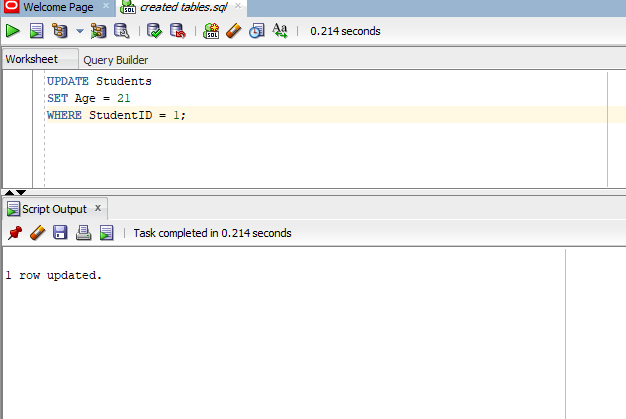 Welcome Page
created tables.sql
0.214 seconds
Worksheet
Query Builder
UPDATE Students
SET Age = 21
WHERE StudentID = 1;
Script Output
Task completed in 0.214 seconds
1 row updated.